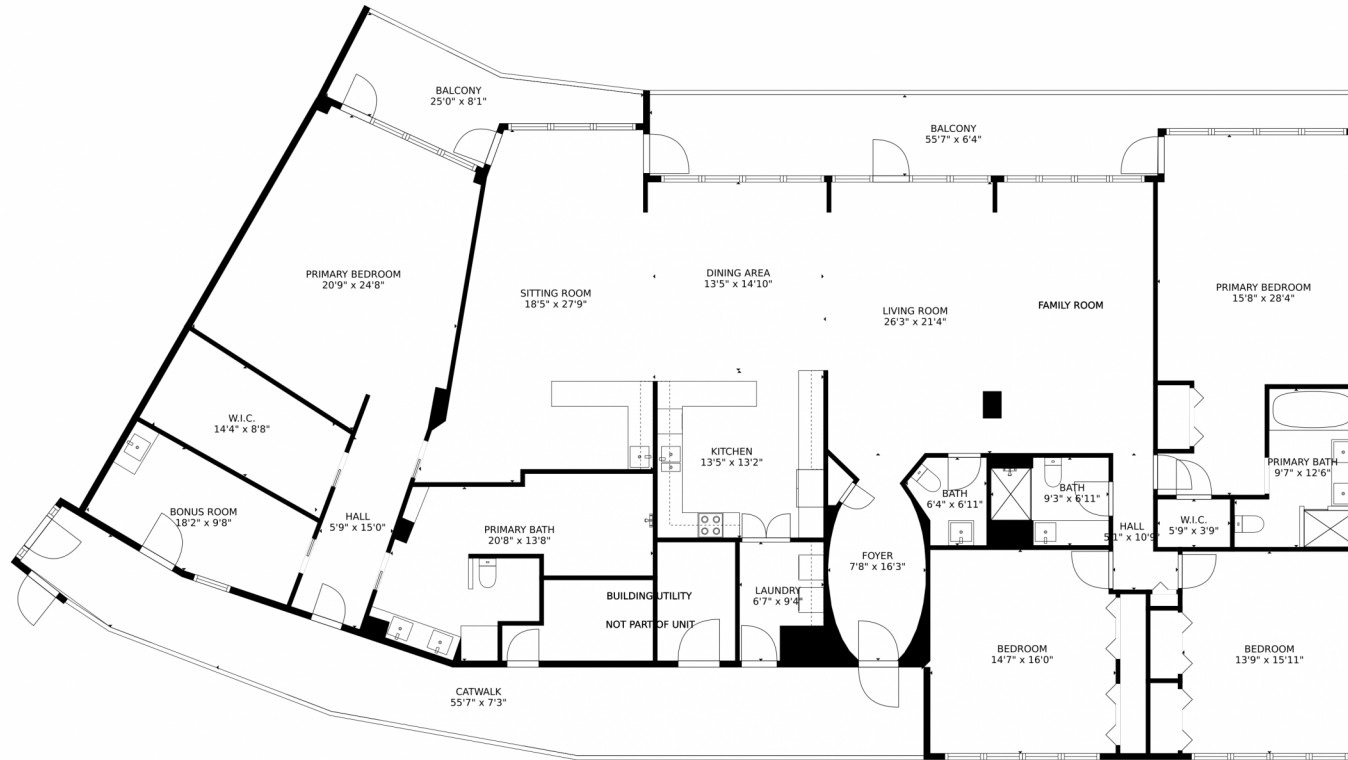 BALCONY
25'0" x 8'1"
BALCONY
55'7" x 6'4"
PRIMARY BEDROOM
20'9" x 24'8"
SITTING ROOM
18'5" x 27'9"
DINING AREA
13'5" x 14'10"
LIVING ROOM
26'3" x 21'4"
FAMILY ROOM
PRIMARY BEDROOM
15'8" x 28'4"
W.I.C.
14'4" x 8'8"
KITCHEN
13'5" x 13'2"
PRIMARY BATH
9'7" x 12'6"
BATH
6'4" x 6'11"
BATH
9'3" x 6'11"
BONUS ROOM
18'2" x 9'8"
HALL
5'9" x 15'0"
PRIMARY BATH
20'8" x 13'8"
HALL
5'1" x 10'9"
W.I.C.
5'9" x 3'9"
FOYER
7'8" x 16'3"
LAUNDRY
6'7" x 9'4"
BUILDING UTILITY
NOT PART OF UNIT
BEDROOM
14'7" x 16'0"
BEDROOM
13'9" x 15'11"
CATWALK
55'7" x 7'3"